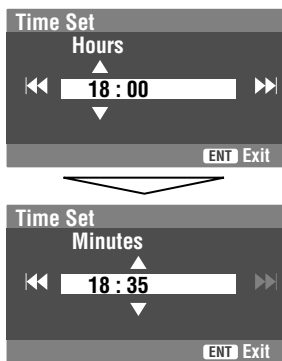 Time Set
Hours
18 : 00
ENT Exit
Time Set
Minutes
18 : 35
ENT Exit